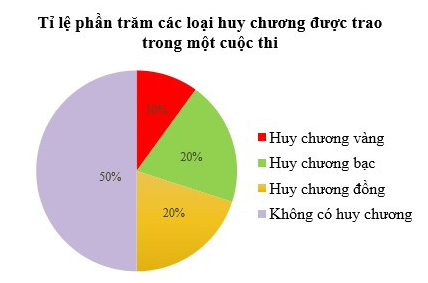 Tỉ lệ phần trăm các loại huy chương được trao
trong một cuộc thi
10%
20%
50%
20%
Huy chương vàng
Huy chương bạc
Huy chương đồng
Không có huy chương